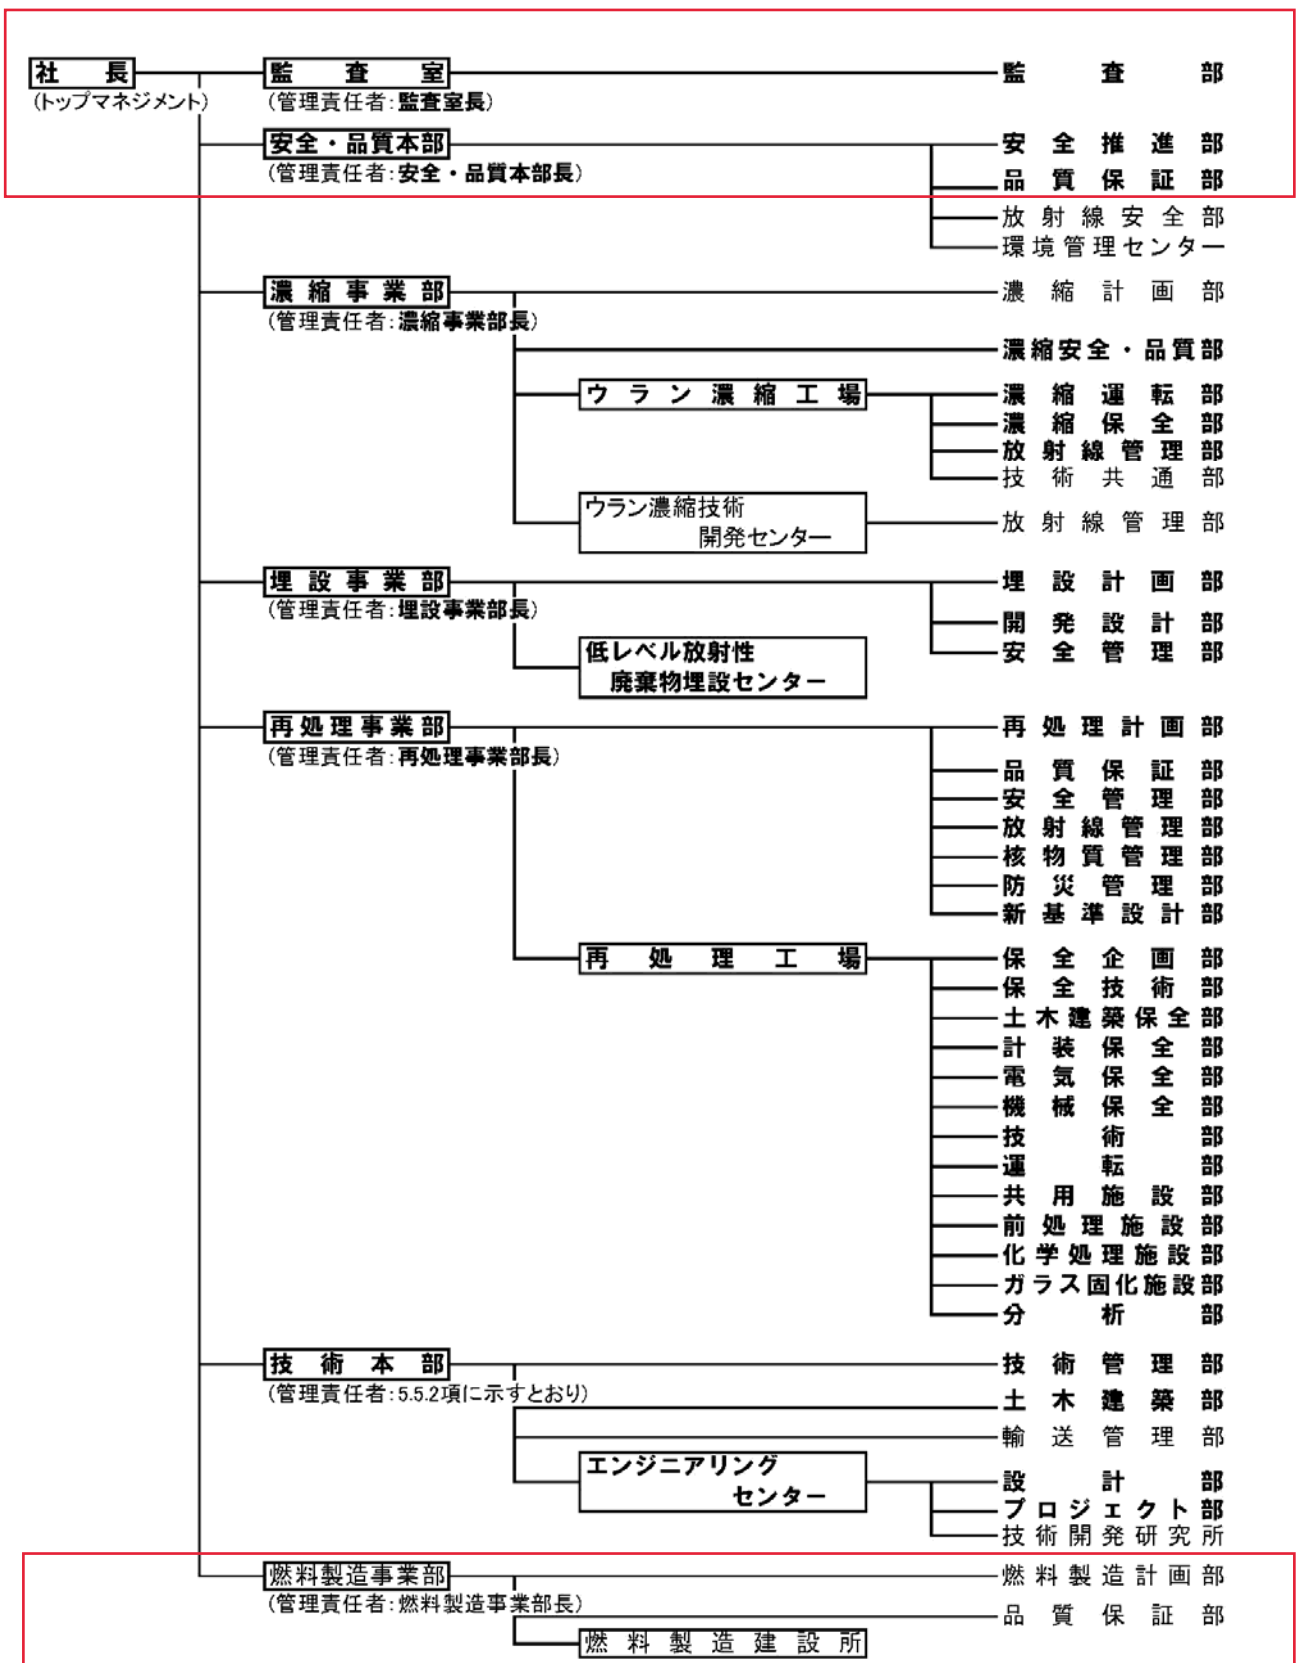 社長 監査室 監査部
(トップマネジメント) (管理責任者:監査室長)
安全・品質本部 安全推進部
(管理責任者:安全・品質本部長)
品質保証部
放射線安全部
環境管理センター
濃縮事業部 濃縮計画部
(管理責任者:濃縮事業部長)
濃縮安全・品質部
ウラン濃縮工場 濃縮運転部
濃縮保全部
放射線管理部
技術共通部
ウラン濃縮技術
開発センター
放射線管理部
埋設事業部 埋設計画部
(管理責任者:埋設事業部長)
開発設計部
安全管理部
低レベル放射性
廃棄物埋設センター
再処理事業部 再処理計画部
(管理責任者:再処理事業部長)
品質保証部
安全管理部
放射線管理部
核物質管理部
防災管理部
新基準設計部
再処理工場 保全企画部
保全技術部
土木建築保全部
計装保全部
電気保全部
機械保全部
技術部
運転部
共用施設部
前処理施設部
化学処理施設部
ガラス固化施設部
分析部
技術本部 技術管理部
(管理責任者:5.5.2項に示すとおり)
土木建築部
輸送管理部
エンジニアリング
センター
設計部
プロジェクト部
技術開発研究所
燃料製造事業部 燃料製造計画部
(管理責任者:燃料製造事業部長)
品質保証部
燃料製造建設所